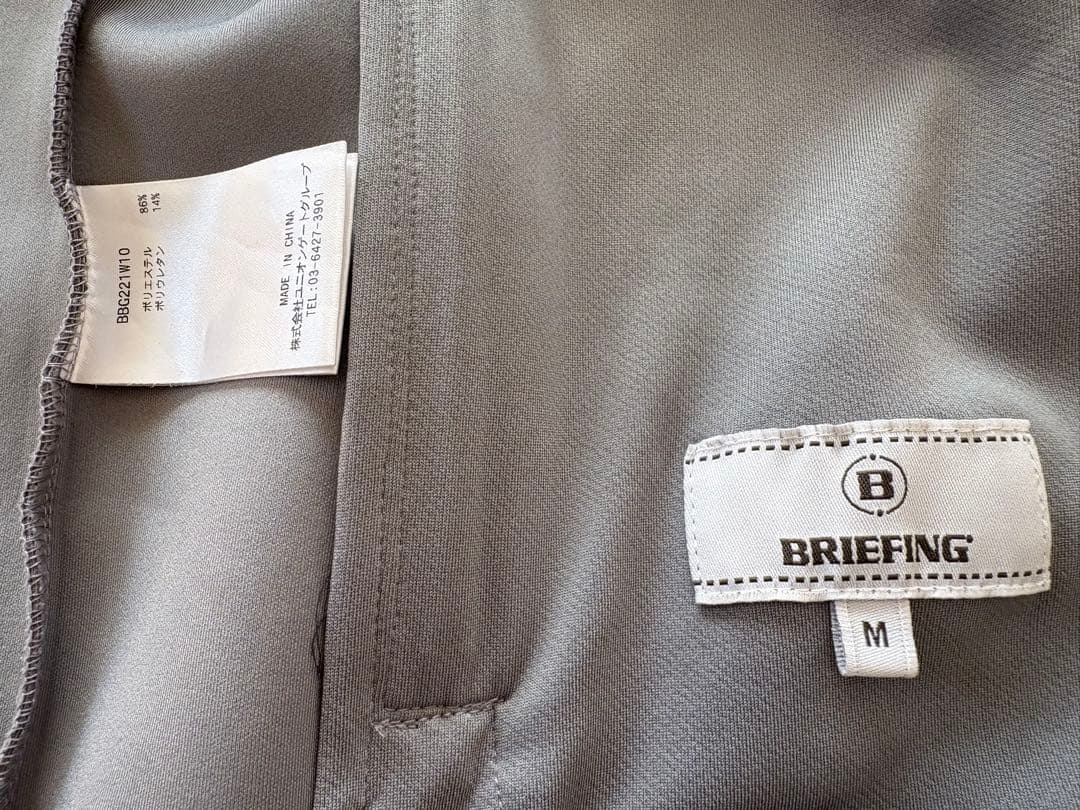 BBG221W10
ポリエステル 86%
ポリウレタン 14%
MADE IN CHINA
株式会社ユニオンゲートグループ
TEL:03-6427-3901
B
BRIEFING
M